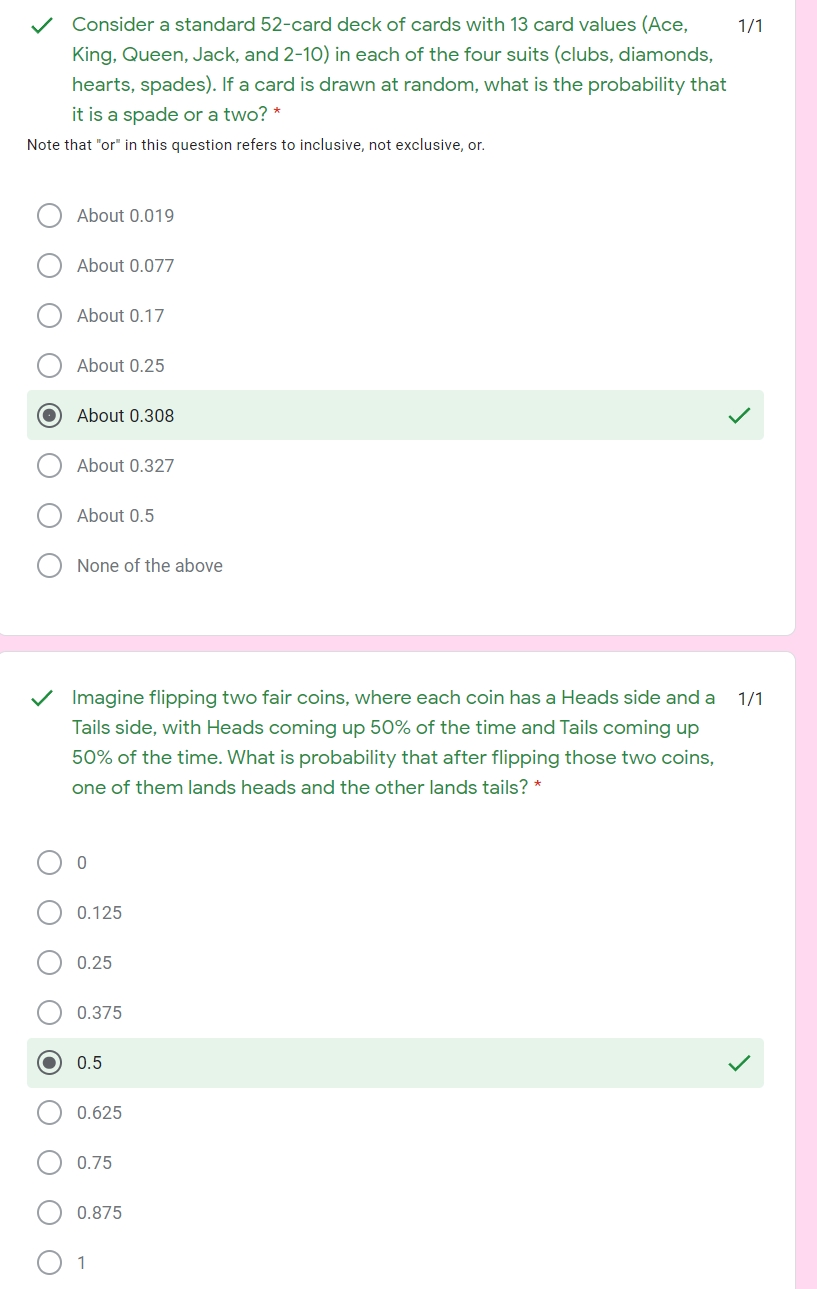 Consider a standard 52-card deck of cards with 13 card values (Ace, 1/1
King, Queen, Jack, and 2-10) in each of the four suits (clubs, diamonds,
hearts, spades). If a card is drawn at random, what is the probability that
it is a spade or a two? *
Note that "or" in this question refers to inclusive, not exclusive, or.
About 0.019
About 0.077
About 0.17
About 0.25
About 0.308
About 0.327
About 0.5
None of the above
Imagine flipping two fair coins, where each coin has a Heads side and a 1/1
Tails side, with Heads coming up 50% of the time and Tails coming up
50% of the time. What is probability that after flipping those two coins,
one of them lands heads and the other lands tails? *
0
0.125
0.25
0.375
0.5
0.625
0.75
0.875
1